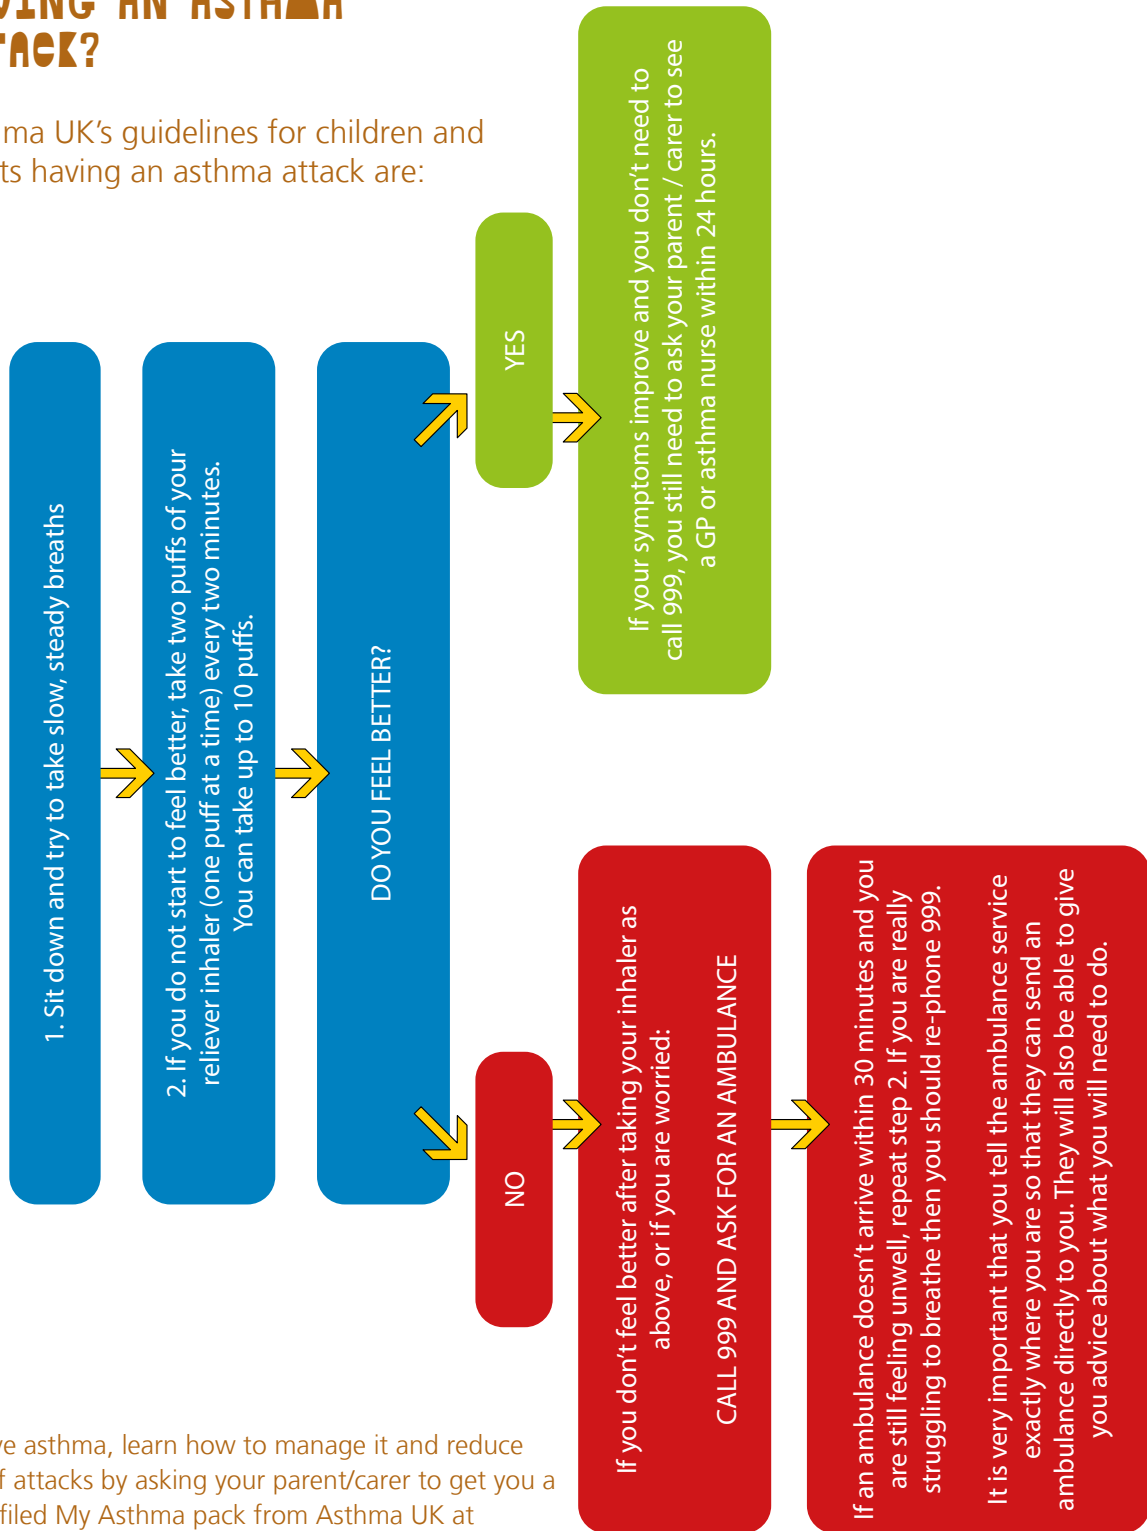 AN ASTHMA
ma UK’s guidelines for children and
ts having an asthma attack are:
1. Sit down and try to take slow, steady breaths
2. If you do not start to feel better, take two puffs of your
reliever inhaler (one puff at a time) every two minutes.
You can take up to 10 puffs.
DO YOU FEEL BETTER?
YES
If your symptoms improve and you don’t need to
call 999, you still need to ask your parent / carer to see
a GP or asthma nurse within 24 hours.
NO
If you don’t feel better after taking your inhaler as
above, or if you are worried:
CALL 999 AND ASK FOR AN AMBULANCE
If an ambulance doesn’t arrive within 30 minutes and you
are still feeling unwell, repeat step 2. If you are really
struggling to breathe then you should re-phone 999.
It is very important that you tell the ambulance service
exactly where you are so that they can send an
ambulance directly to you. They will also be able to give
you advice about what you will need to do.
ve asthma, learn how to manage it and reduce
f attacks by asking your parent/carer to get you a
filed My Asthma pack from Asthma UK at